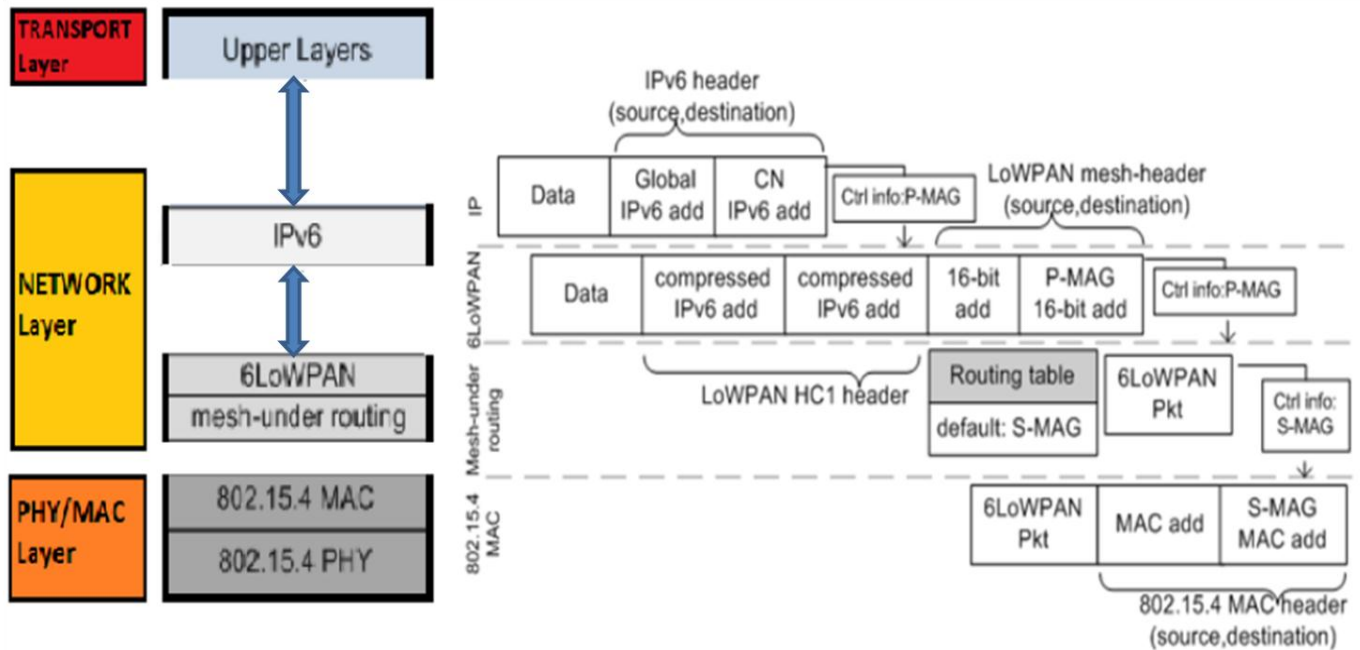 TRANSPORT
Layer
Upper Layers
NETWORK
Layer
IPv6
6LoWPAN
mesh-under routing
PHY/MAC
Layer
802.15.4 MAC
802.15.4 PHY
IPv6 header
(source,destination)
IP
Data
Global
IPv6 add
CN
IPv6 add
Ctrl info:P-MAG
LoWPAN mesh-header
(source,destination)
6LoWPAN
Data
compressed
IPv6 add
compressed
IPv6 add
16-bit
add
P-MAG
16-bit add
Ctrl info:P-MAG
LoWPAN HC1 header
Mesh-under
routing
Routing table
default: S-MAG
6LoWPAN
Pkt
Ctrl info:
S-MAG
802.15.4
MAC
6LoWPAN
Pkt
MAC add
S-MAG
MAC add
802.15.4 MAC header
(source,destination)